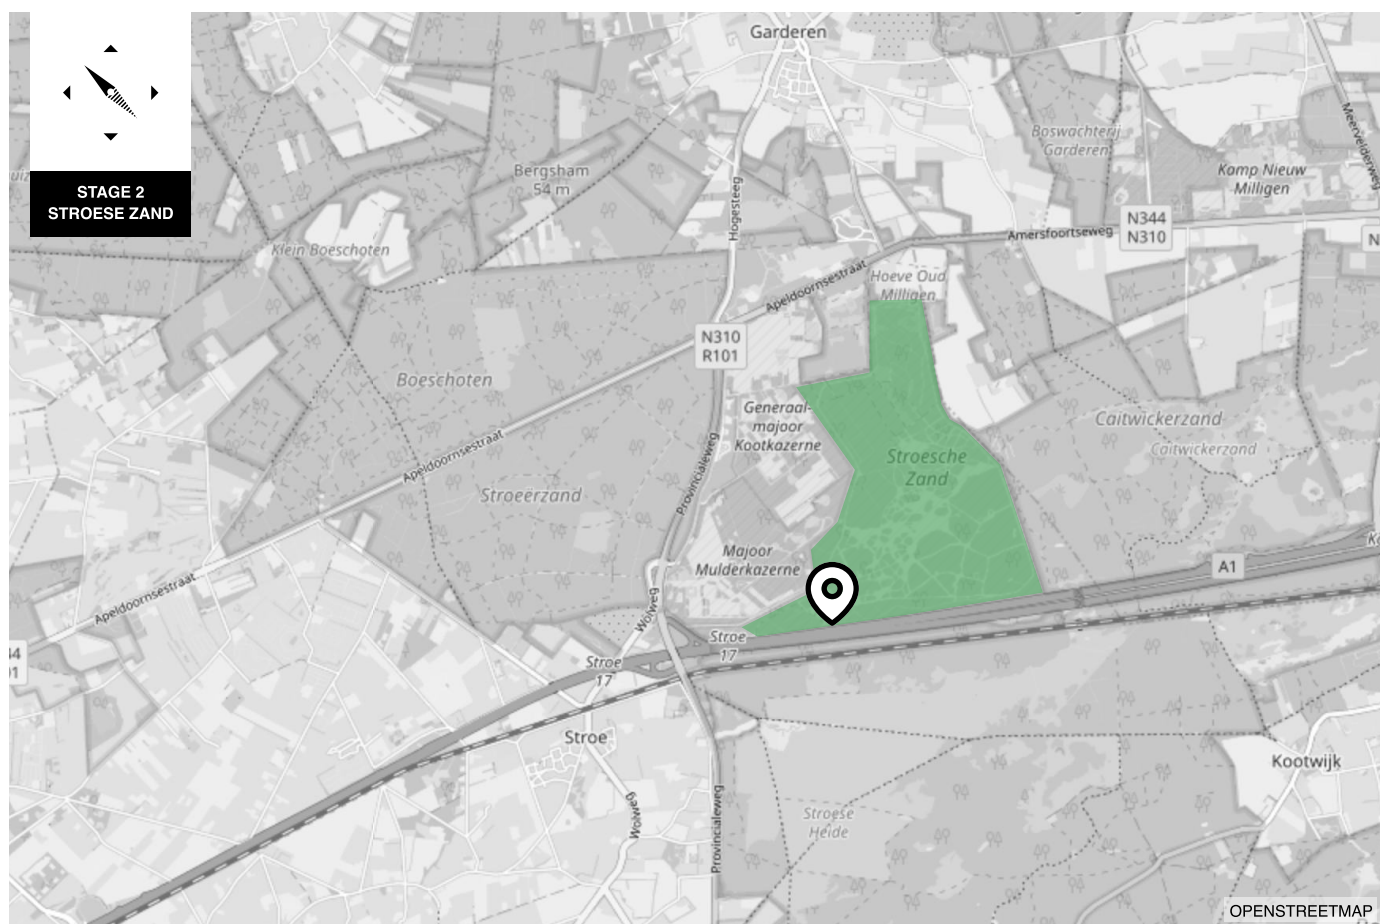 STAGE 2
STROESE ZAND
Garderen
Boswachterij
Garderen
Meervelderweg
Bergsham
54 m
Kamp Nieuw
Milligen
Hogesteeg
N344
N310
Amersfoortseweg
N
Klein Boeschoten
Apeldoornsestraat
Hoeve Oud
Milligen
N310
R101
Boeschoten
Generaal-
majoor
Kootkazerne
Caitwickerzand
Caitwickerzand
Apeldoornsestraat
Stroesche
Zand
Provincialeweg
Stroeërzand
Majoor
Mulderkazerne
A1
Apeldoornsestraat
Wolweg
Stroe
17
Stroe
17
Stroe
Kootwijk
Wolweg
Provincialeweg
Stroese
Heide
OPENSTREETMAP